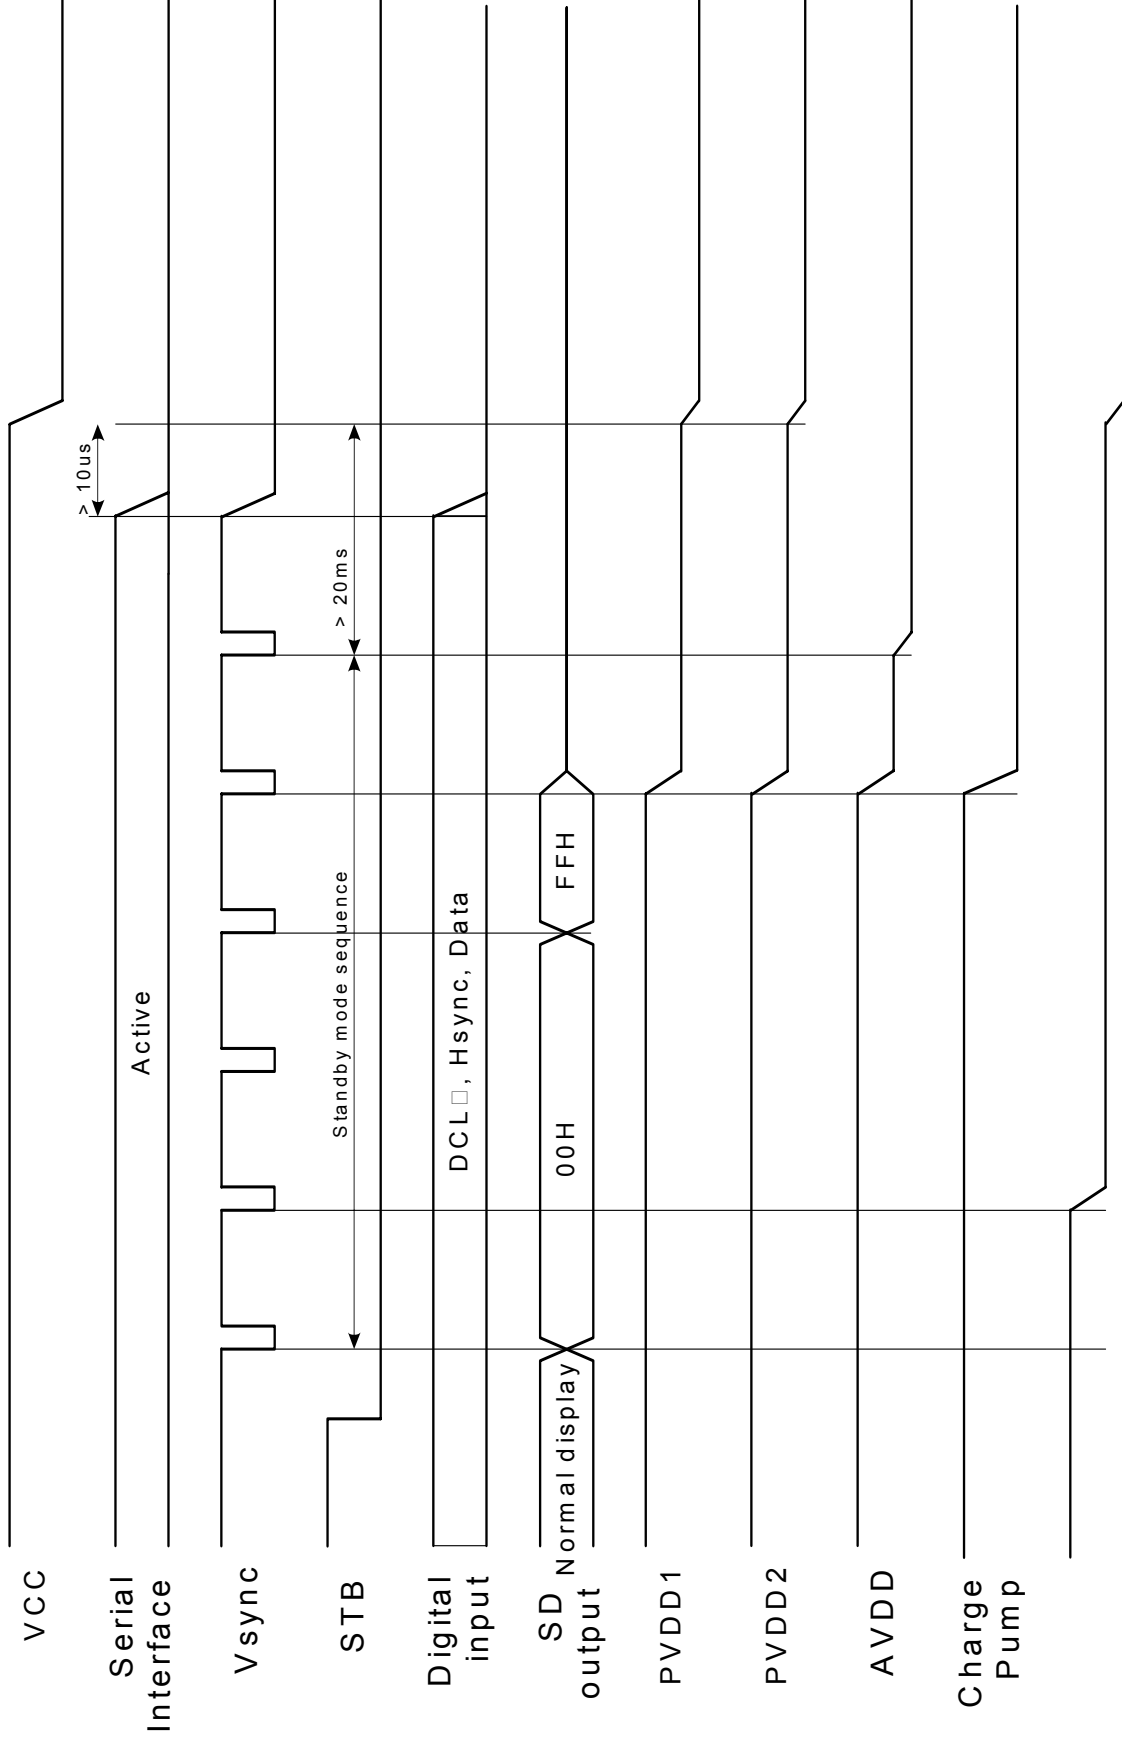 VCC
> 10us
Serial
Interface
Active
Vsync
STB
Standby mode sequence
> 20ms
Digital
input
DCL□, Hsync, Data
SD
output
Normal display
00H
FFH
PVDD1
PVDD2
AVDD
Charge
Pump